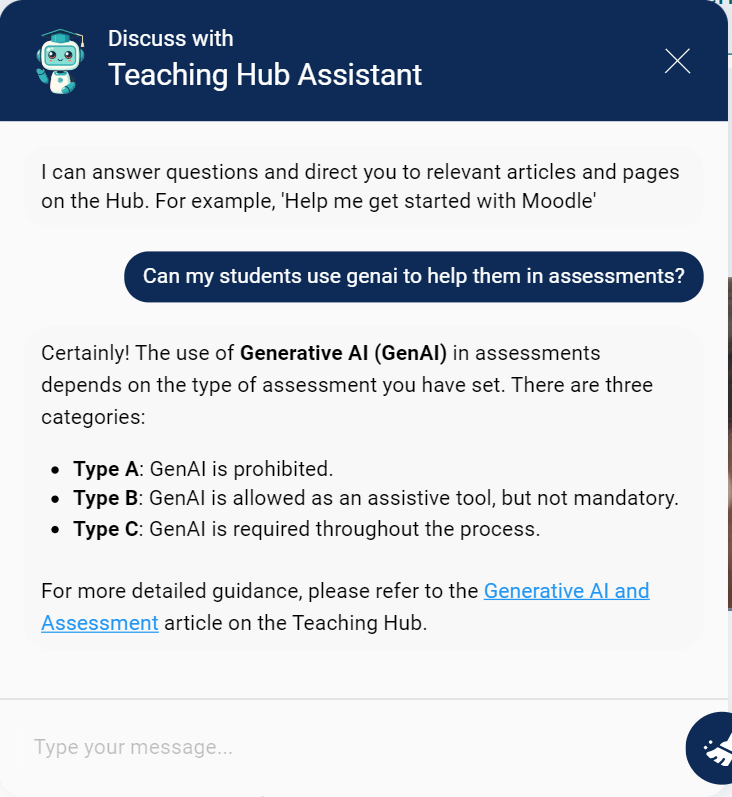 Discuss with
Teaching Hub Assistant
I can answer questions and direct you to relevant articles and pages
on the Hub. For example, 'Help me get started with Moodle'
Can my students use genai to help them in assessments?
Certainly! The use of Generative AI (GenAI) in assessments
depends on the type of assessment you have set. There are three
categories:
• Type A: GenAI is prohibited.
• Type B: GenAI is allowed as an assistive tool, but not mandatory.
• Type C: GenAI is required throughout the process.
For more detailed guidance, please refer to the Generative AI and
Assessment article on the Teaching Hub.
Type your message...